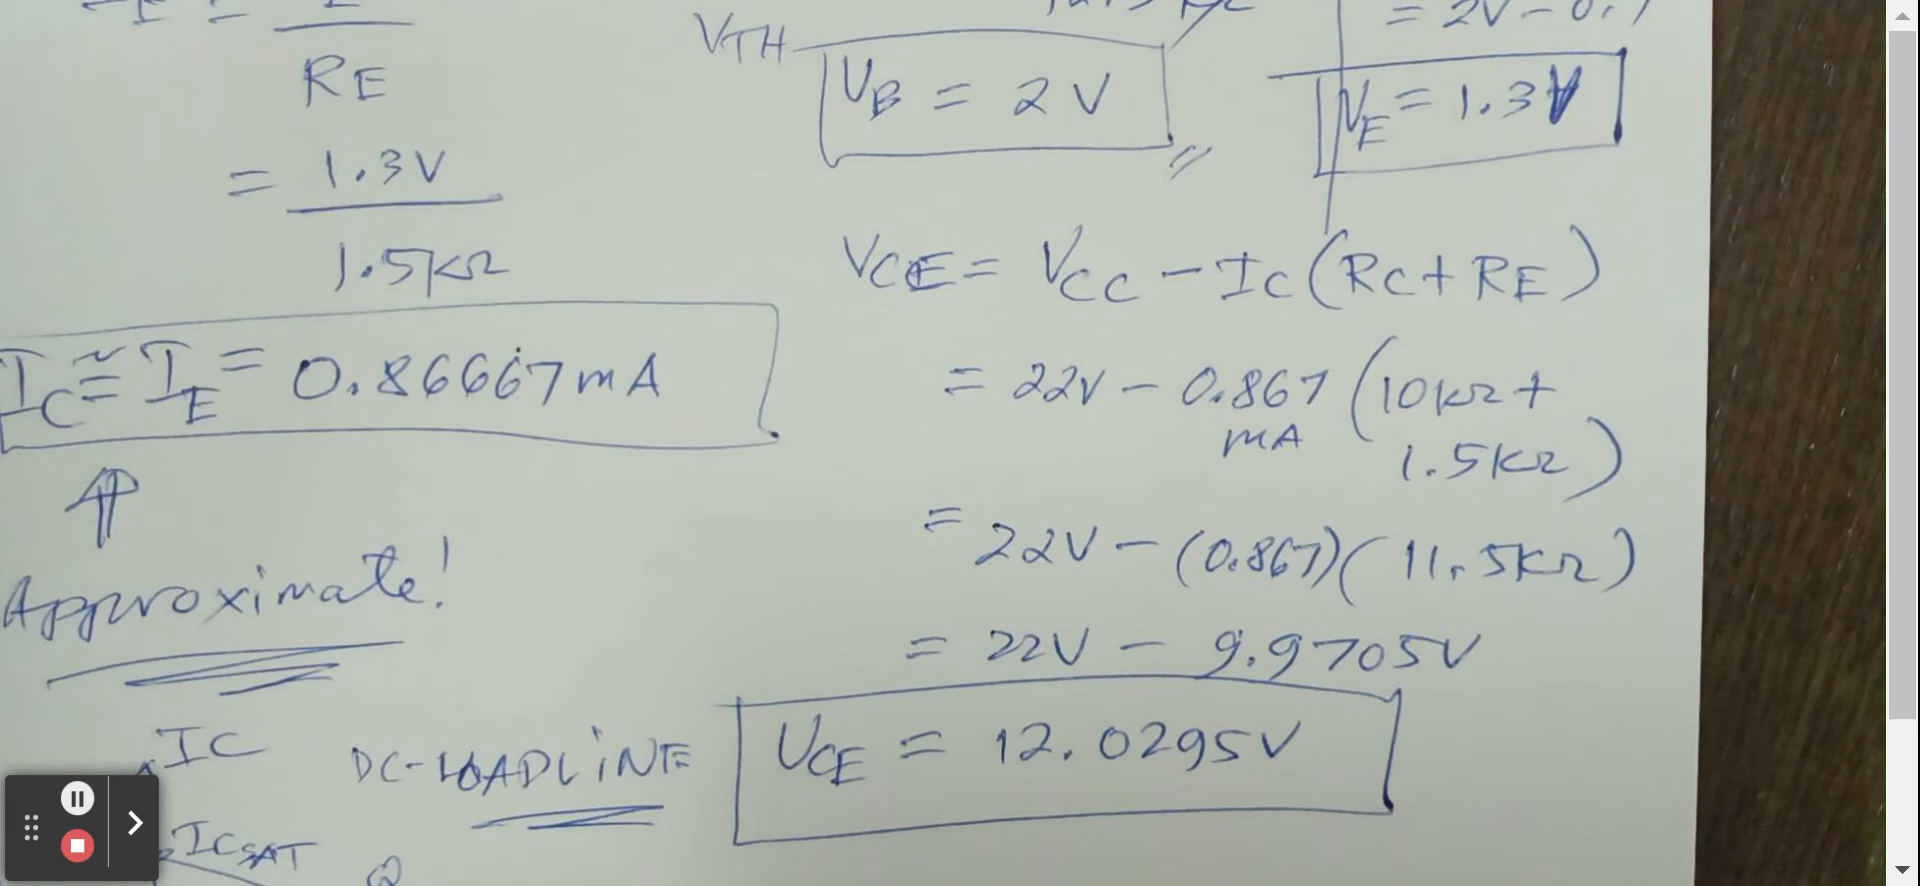 RE
= 1.3V
1.5KΩ
IC ≅ IE = 0.86667mA
Approximate!
IC
DC-LOADLiNE
ICSAT
Q
VTH
VB = 2V
= 2V - 0.7
VE = 1.3V
VCE = VCC - IC (RC + RE)
= 22V - 0.867 (10KΩ +
mA 1.5KΩ)
= 22V - (0.867)(11.5KΩ)
= 22V - 9.9705V
VCE = 12.0295V